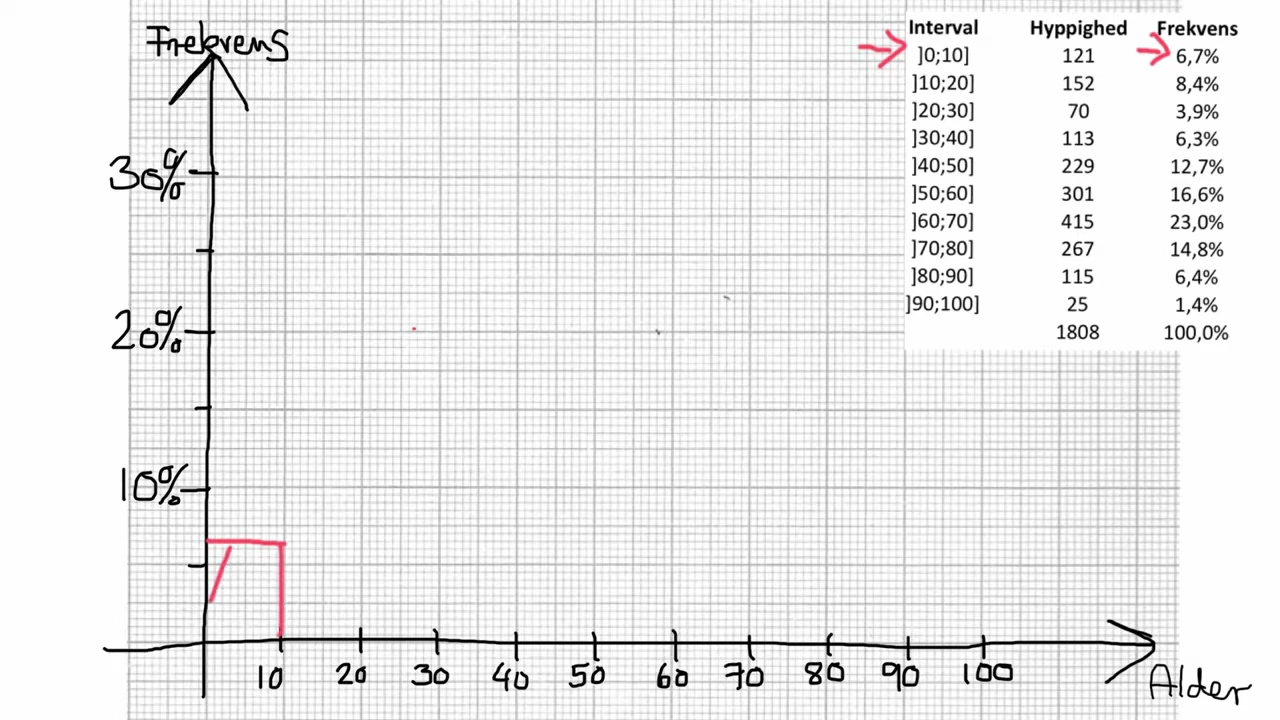 Frekvens
30%
20%
10%
10 20 30 40 50 60 70 80 90 100
Alder
Interval Hyppighed Frekvens
]0;10] 121 6,7%
]10;20] 152 8,4%
]20;30] 70 3,9%
]30;40] 113 6,3%
]40;50] 229 12,7%
]50;60] 301 16,6%
]60;70] 415 23,0%
]70;80] 267 14,8%
]80;90] 115 6,4%
]90;100] 25 1,4%
1808 100,0%